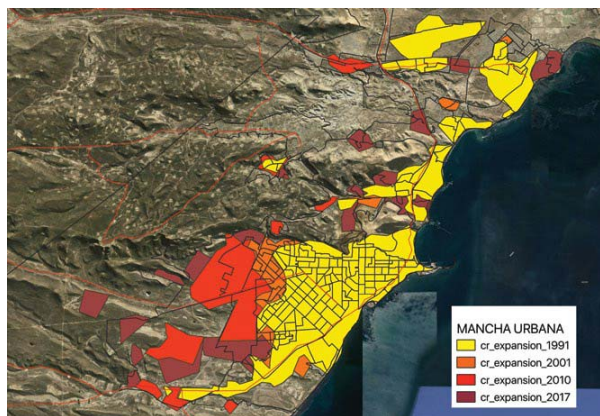 MANCHA URBANA
cr_expansion_1991
cr_expansion_2001
cr_expansion_2010
cr_expansion_2017